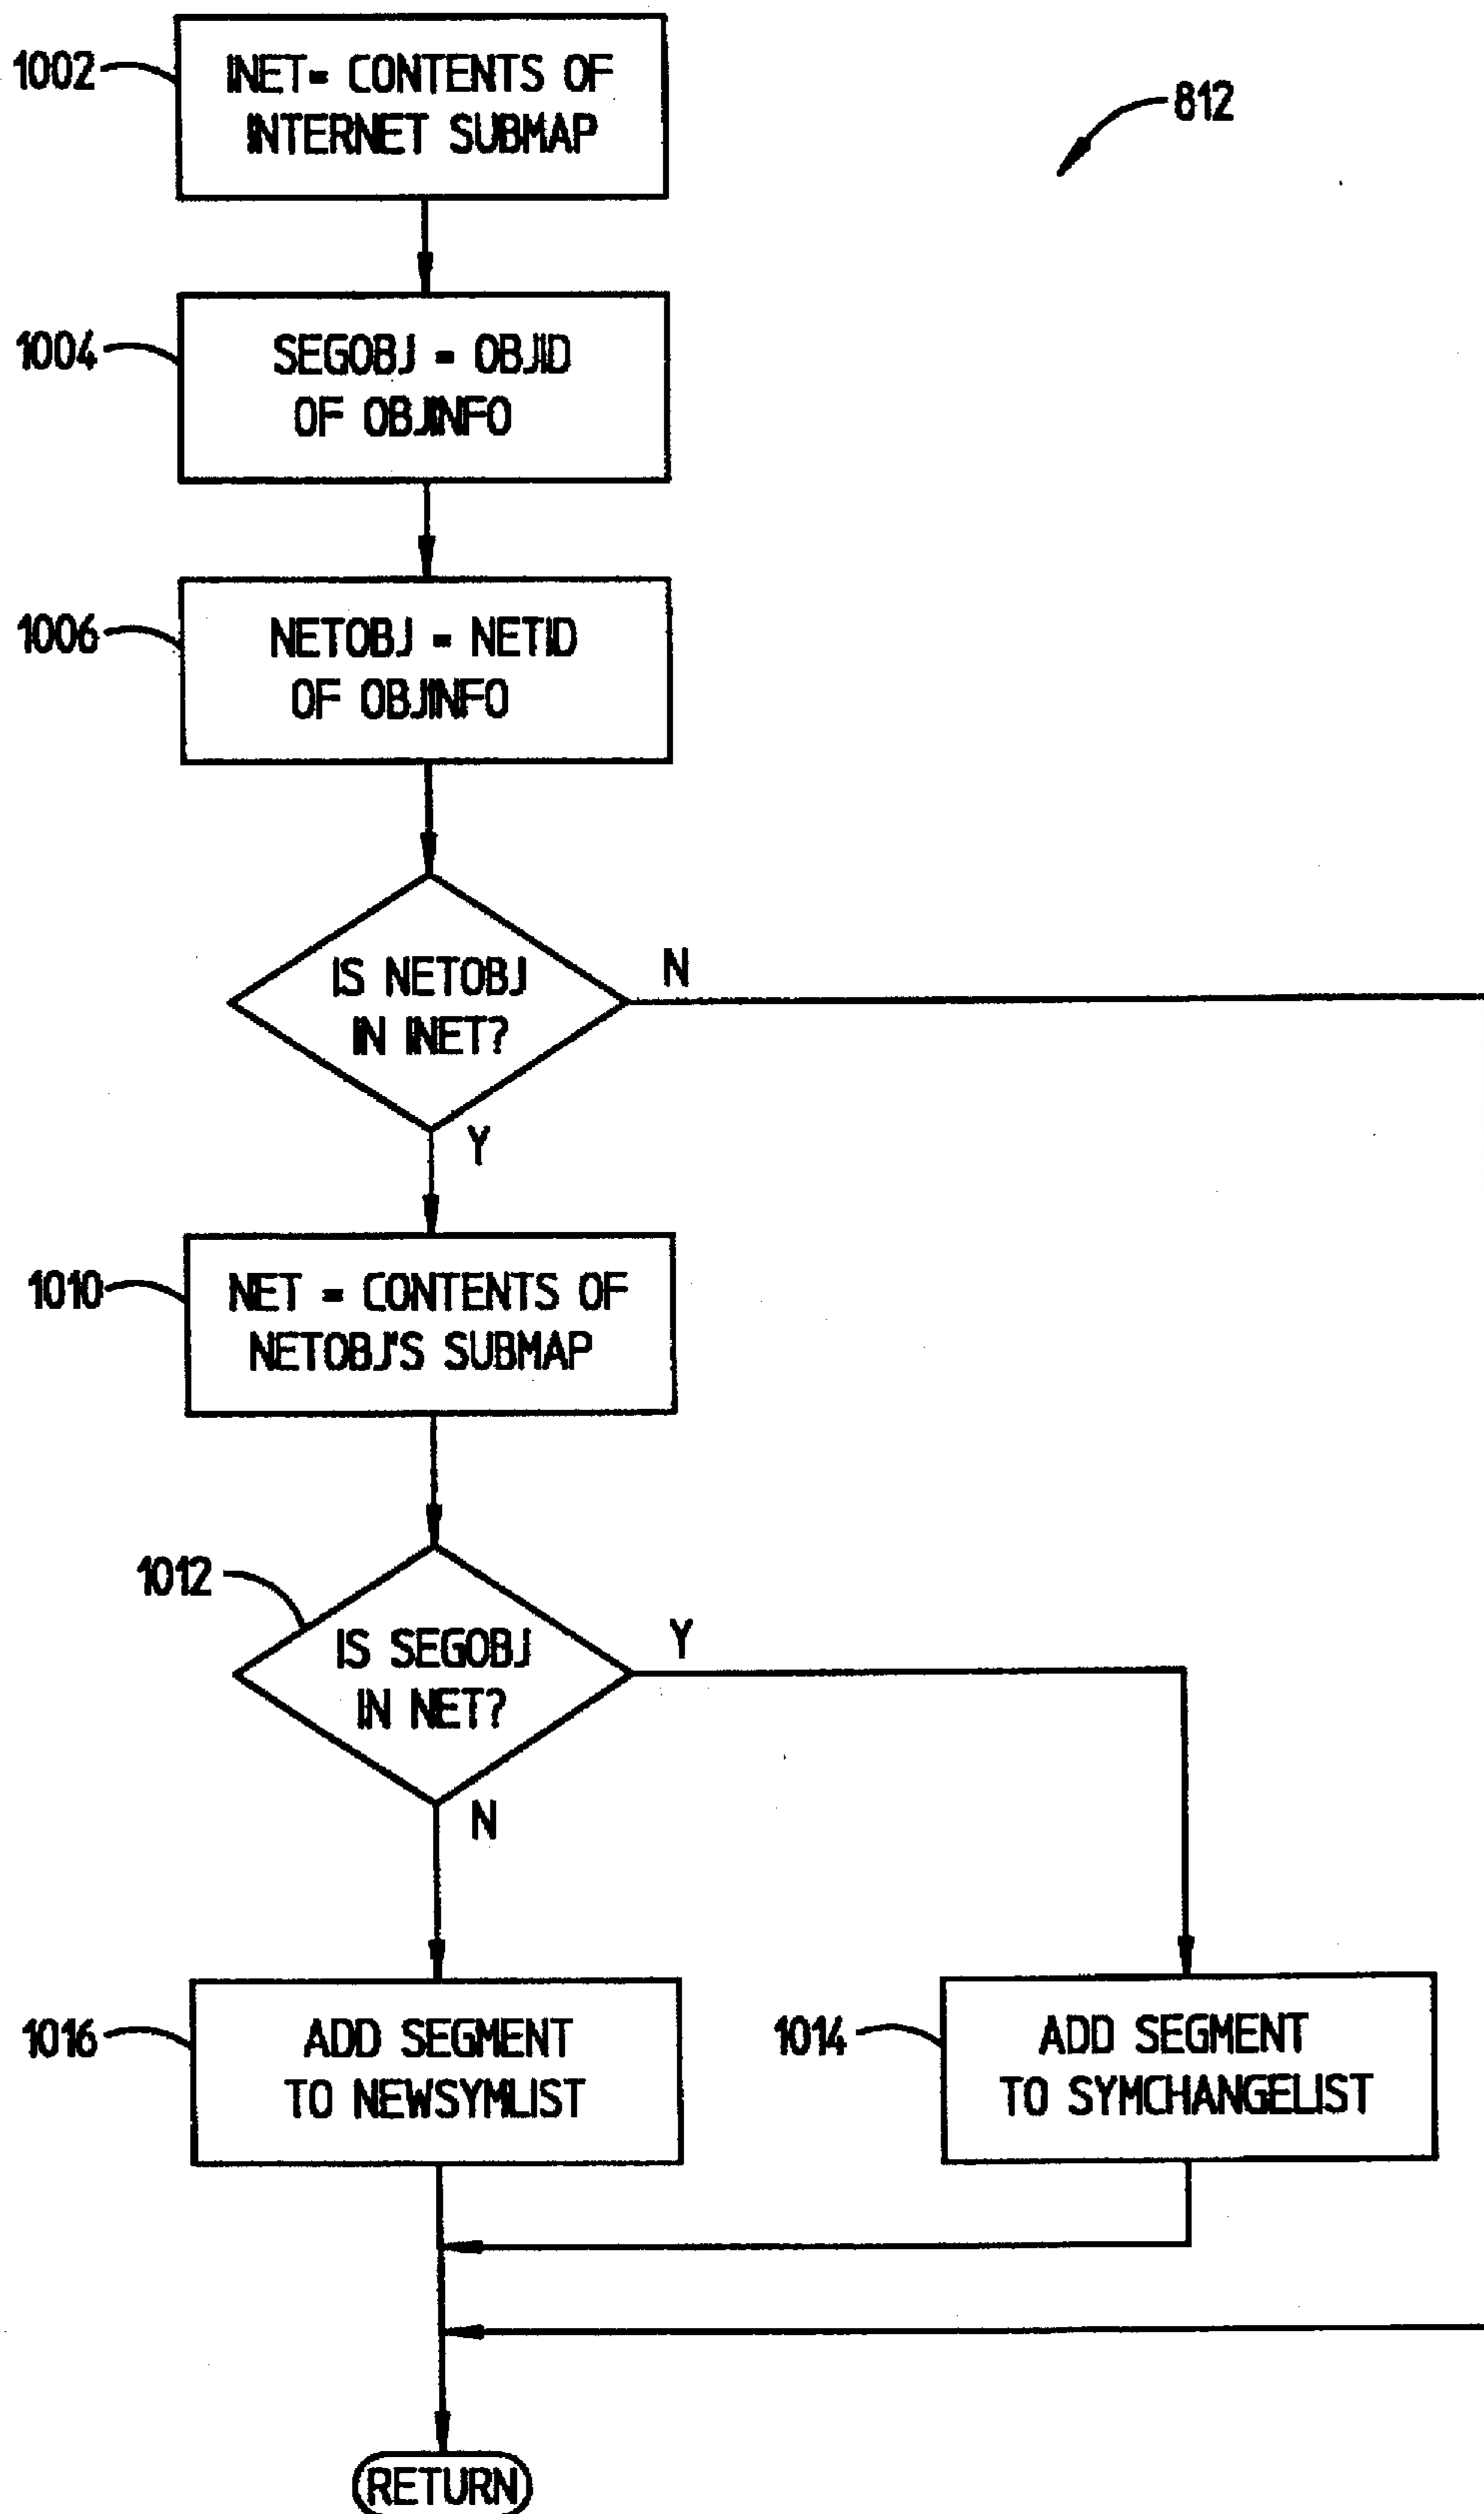 1002
INET= CONTENTS OF
INTERNET SUBMAP
812
1004
SEGOBJ = OBJID
OF OBJINFO
1006
NETOBJ = NETID
OF OBJINFO
IS NETOBJ
IN INET?
N
Y
1010
NET = CONTENTS OF
NETOBJ'S SUBMAP
1012
IS SEGOBJ
IN NET?
Y
N
1016
ADD SEGMENT
TO NEWSYMLIST
1014
ADD SEGMENT
TO SYMCHANGELIST
RETURN